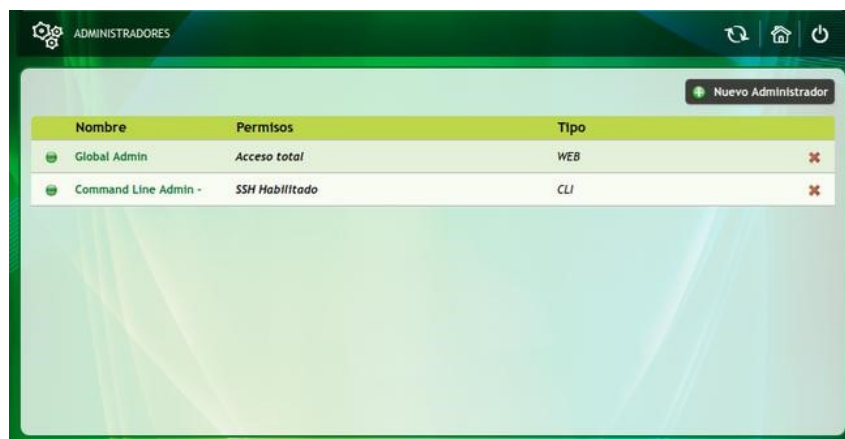 ADMINISTRADORES
Nuevo Administrador
Nombre Permisos Tipo
Global Admin Acceso total WEB
Command Line Admin - SSH Habilitado CLI